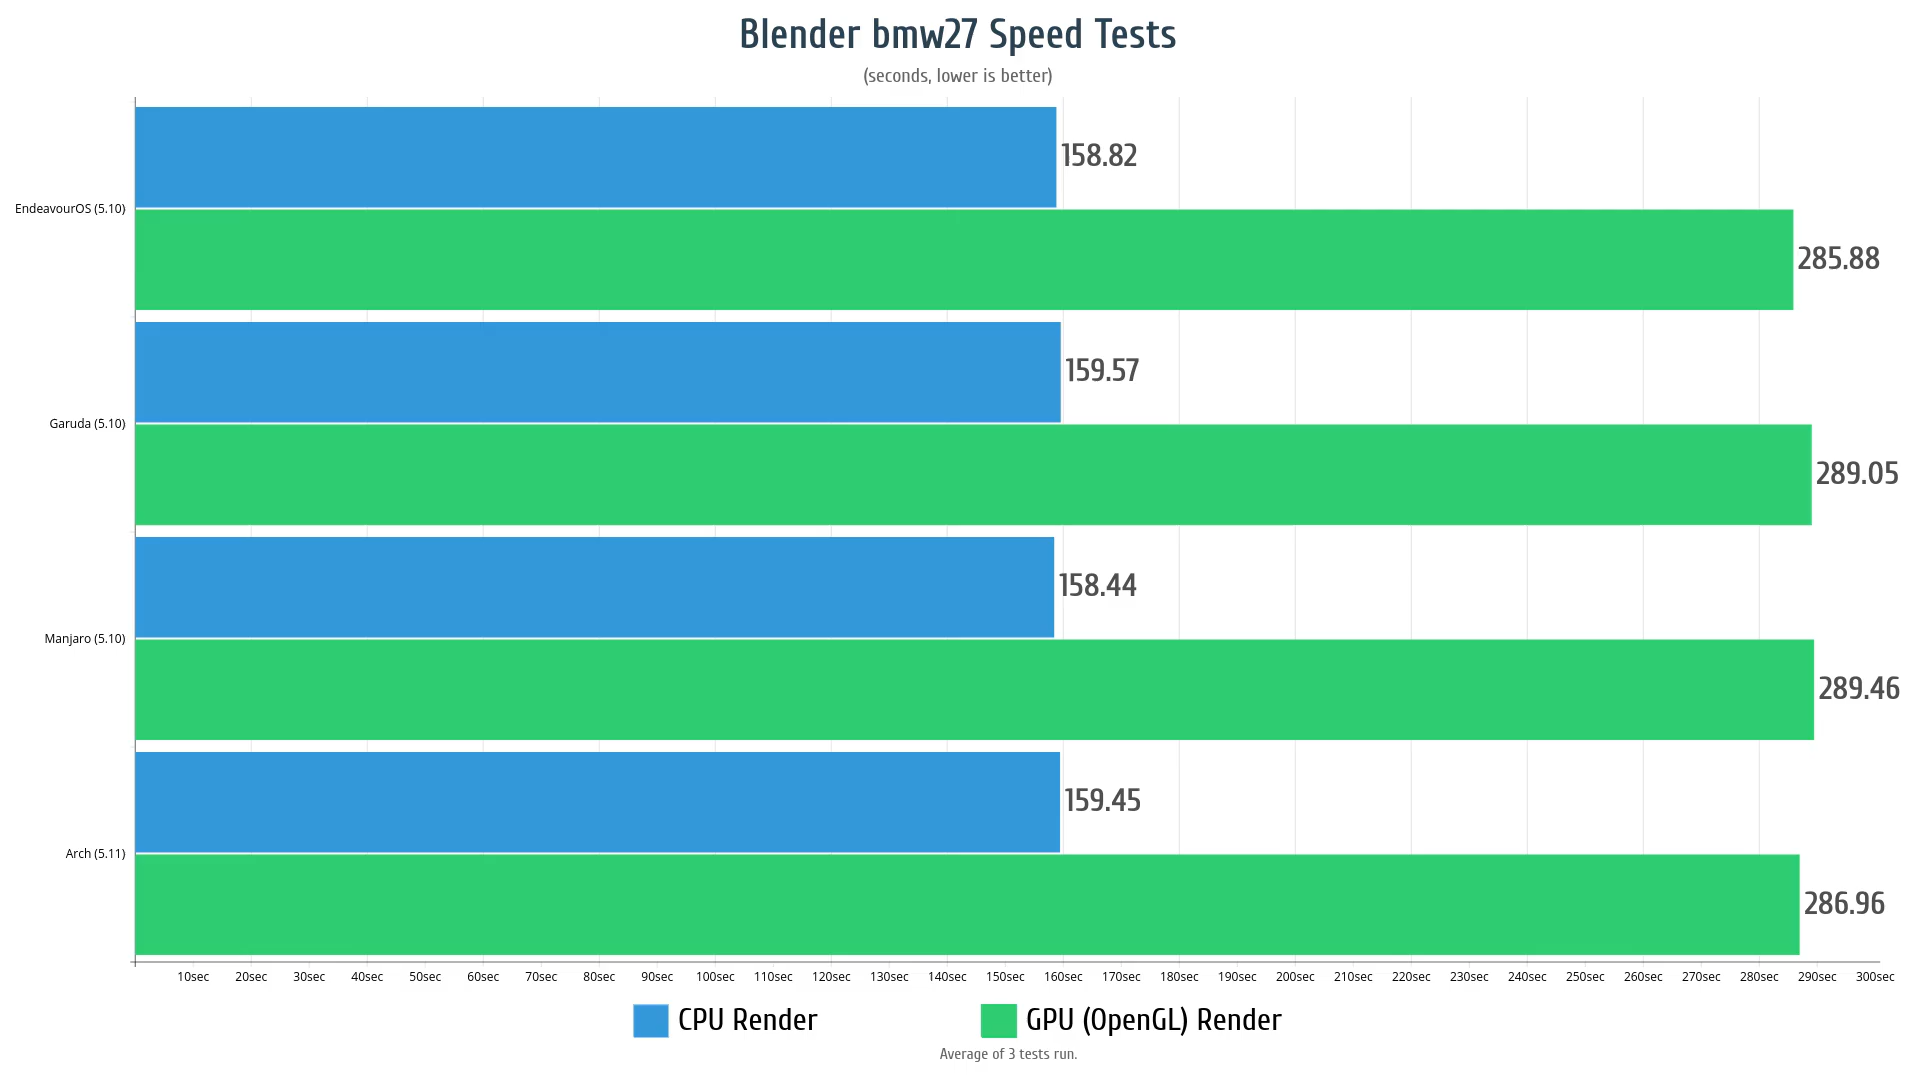 Blender bmw27 Speed Tests
(seconds, lower is better)
158.82
EndeavourOS (5.10)
285.88
159.57
Garuda (5.10)
289.05
158.44
Manjaro (5.10)
289.46
159.45
Arch (5.11)
286.96
10sec 20sec 30sec 40sec 50sec 60sec 70sec 80sec 90sec 100sec 110sec 120sec 130sec 140sec 150sec 160sec 170sec 180sec 190sec 200sec 210sec 220sec 230sec 240sec 250sec 260sec 270sec 280sec 290sec 300sec
CPU Render GPU (OpenGL) Render
Average of 3 tests run.